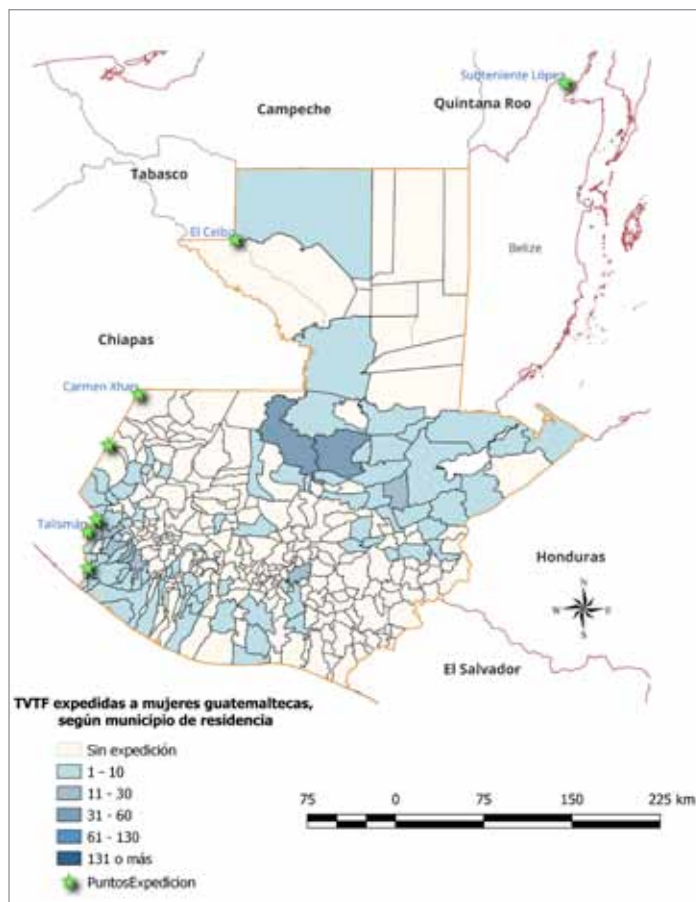 Subteniente López
Campeche
Quintana Roo
Tabasco
El Ceibo
Belize
Chiapas
Carmen Xhan
Talismán
Honduras
N
W
E
S
El Salvador
TVTF expedidas a mujeres guatemaltecas,
según municipio de residencia
Sin expedición
1 - 10
11 - 30
31 - 60
61 - 130
131 o más
PuntosExpedicion
75
0
75
150
225 km